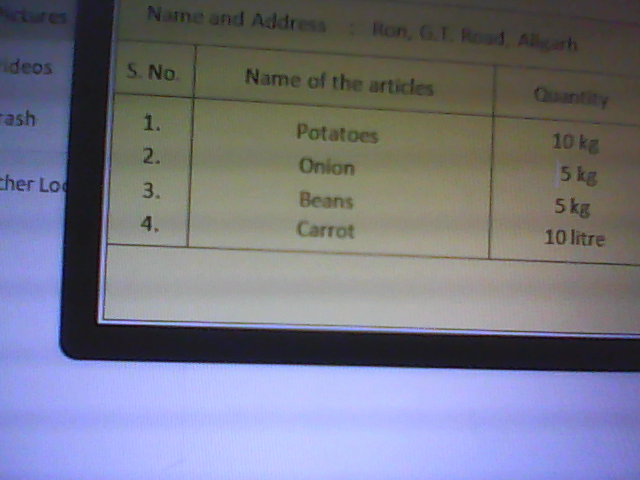 Pictures
Name and Address : Ron, G.T. Road, Aligarh
ideos
S. No. Name of the articles Quantity
rash
1. Potatoes 10 kg
2. Onion 5 kg
ther Loc
3. Beans 5 kg
4. Carrot 10 litre